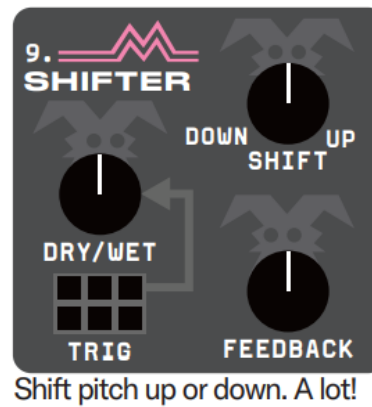 9.
SHIFTER
DOWN UP
SHIFT
DRY/WET
TRIG
FEEDBACK
Shift pitch up or down. A lot!